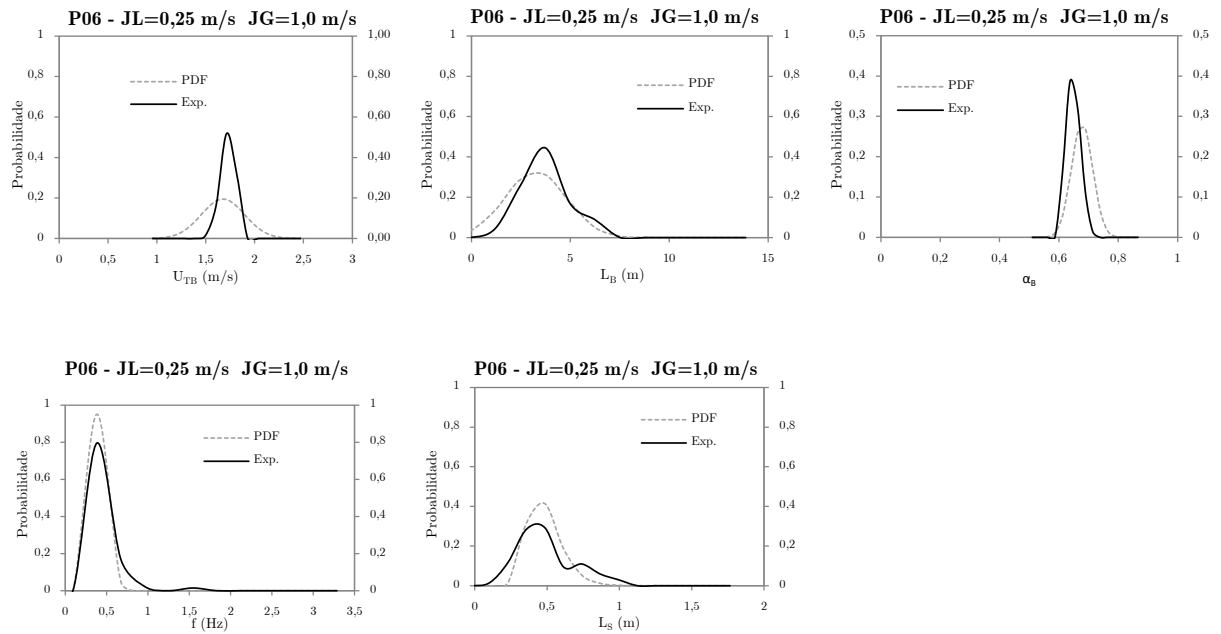 P06 - JL=0,25 m/s JG=1,0 m/s
Probabilidade
1
0,8
0,6
0,4
0,2
0
1,00
0,80
0,60
0,40
0,20
0,00
PDF
Exp.
0 0,5 1 1,5 2 2,5 3
U_TB (m/s)
P06 - JL=0,25 m/s JG=1,0 m/s
Probabilidade
1
0,8
0,6
0,4
0,2
0
1
0,8
0,6
0,4
0,2
0
PDF
Exp.
0 5 10 15
L_B (m)
P06 - JL=0,25 m/s JG=1,0 m/s
Probabilidade
0,5
0,4
0,3
0,2
0,1
0
0,5
0,4
0,3
0,2
0,1
0
PDF
Exp.
0 0,2 0,4 0,6 0,8 1
α_B
P06 - JL=0,25 m/s JG=1,0 m/s
Probabilidade
1
0,8
0,6
0,4
0,2
0
1
0,8
0,6
0,4
0,2
0
PDF
Exp.
0 0,5 1 1,5 2 2,5 3 3,5
f (Hz)
P06 - JL=0,25 m/s JG=1,0 m/s
Probabilidade
1
0,8
0,6
0,4
0,2
0
1
0,8
0,6
0,4
0,2
0
PDF
Exp.
0 0,5 1 1,5 2
L_S (m)